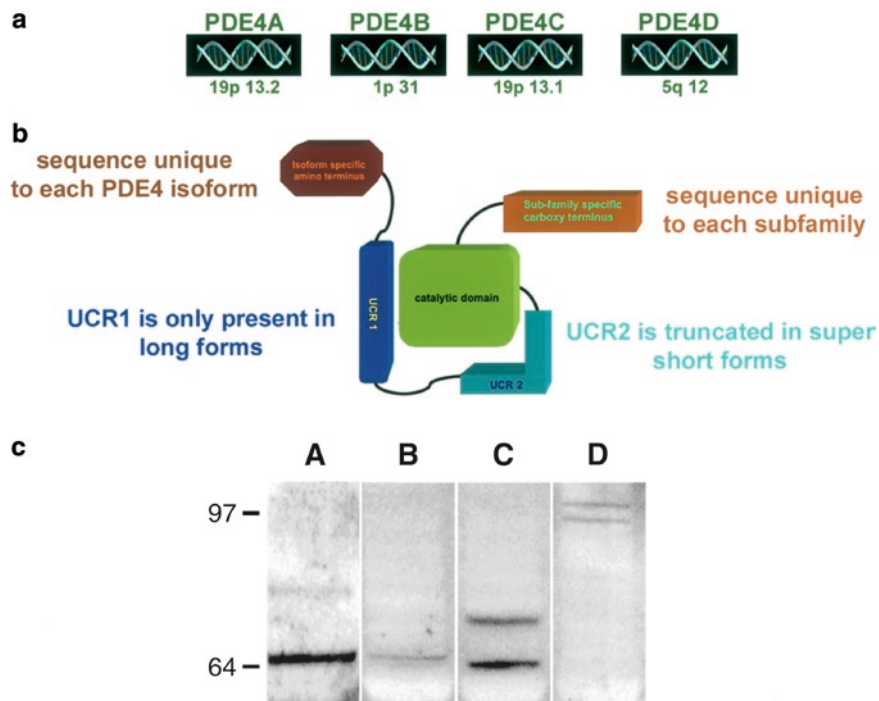 a
PDE4A PDE4B PDE4C PDE4D
19p 13.2 1p 31 19p 13.1 5q 12
b
sequence unique
to each PDE4 isoform
Isoform specific
amino terminus
Sub-family specific
carboxy terminus
sequence unique
to each subfamily
UCR 1
catalytic domain
UCR1 is only present in
long forms
UCR 2
UCR2 is truncated in super
short forms
c
A B C D
97
64